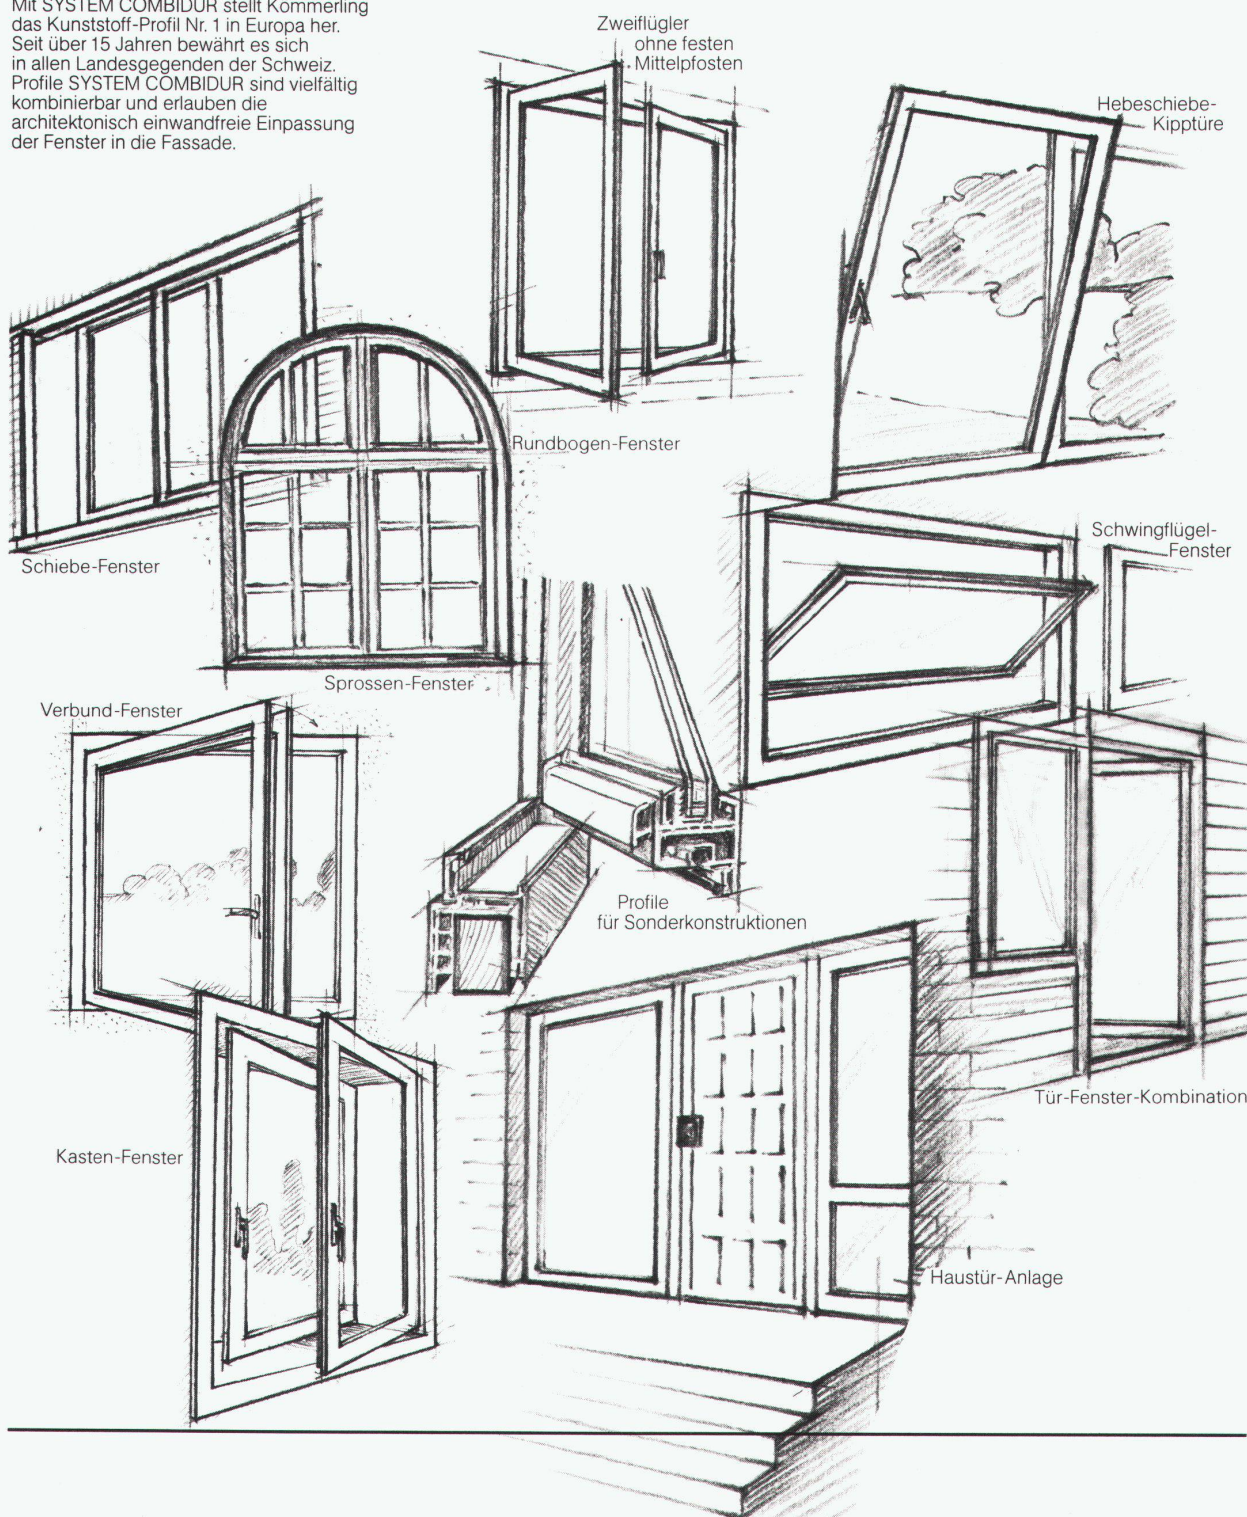 Mit SYSTEM COMBIDUR stellt Kömmerling
das Kunststoff-Profil Nr. 1 in Europa her.
Seit über 15 Jahren bewährt es sich
in allen Landesgegenden der Schweiz.
Profile SYSTEM COMBIDUR sind vielfältig
kombinierbar und erlauben die
architektonisch einwandfreie Einpassung
der Fenster in die Fassade.
Zweiflügler
ohne festen
Mittelpfosten
Hebeschiebe-
Kipptüre
Rundbogen-Fenster
Schiebe-Fenster
Schwingflügel-
Fenster
Sprossen-Fenster
Verbund-Fenster
Profile
für Sonderkonstruktionen
Tür-Fenster-Kombination
Kasten-Fenster
Haustür-Anlage